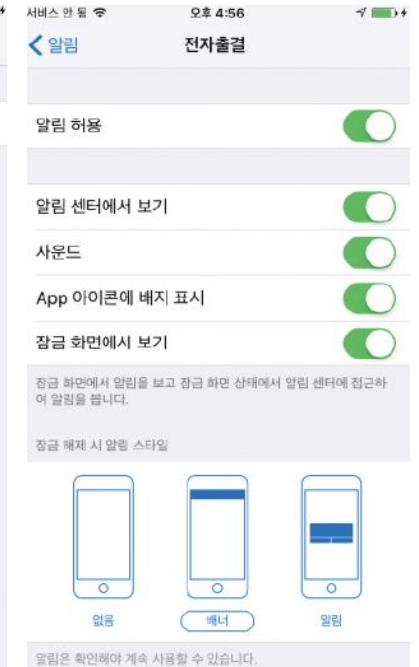 서비스 안 됨 오후 4:56
알림 전자출결
알림 허용
알림 센터에서 보기
사운드
App 아이콘에 배지 표시
잠금 화면에서 보기
잠금 화면에서 알림을 보고 잠금 화면 상태에서 알림 센터에 접근하
여 알림을 봅니다.
잠금 해제 시 알림 스타일
없음 배너 알림
알림은 확인해야 계속 사용할 수 있습니다.